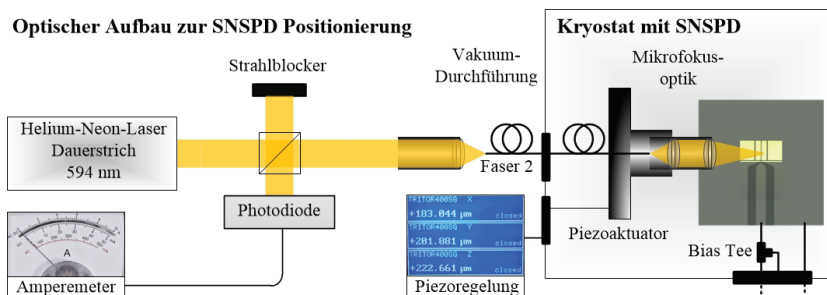 Optischer Aufbau zur SNSPD Positionierung
Kryostat mit SNSPD
Strahlblocker
Vakuum-
Durchführung
Mikrofokus-
optik
Helium-Neon-Laser
Dauerstrich
594 nm
Faser 2
Photodiode
TRITOR400SG X
+183.044 µm closed
TRITOR400SG Y
+201.881 µm closed
TRITOR400SG Z
+222.661 µm closed
Piezoaktuator
Bias Tee
A
Amperemeter
Piezoregelung